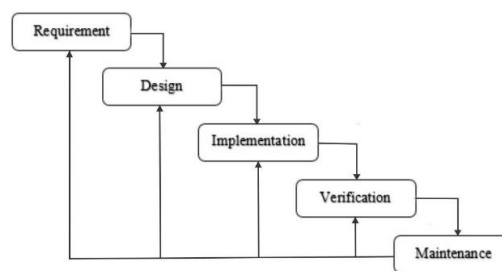 Requirement
Design
Implementation
Verification
Maintenance